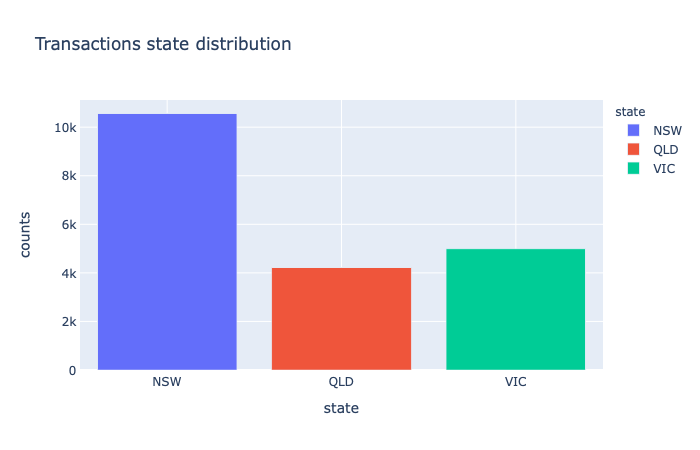 Transactions state distribution
state
NSW
QLD
VIC
counts
10k
8k
6k
4k
2k
0
NSW
QLD
VIC
state